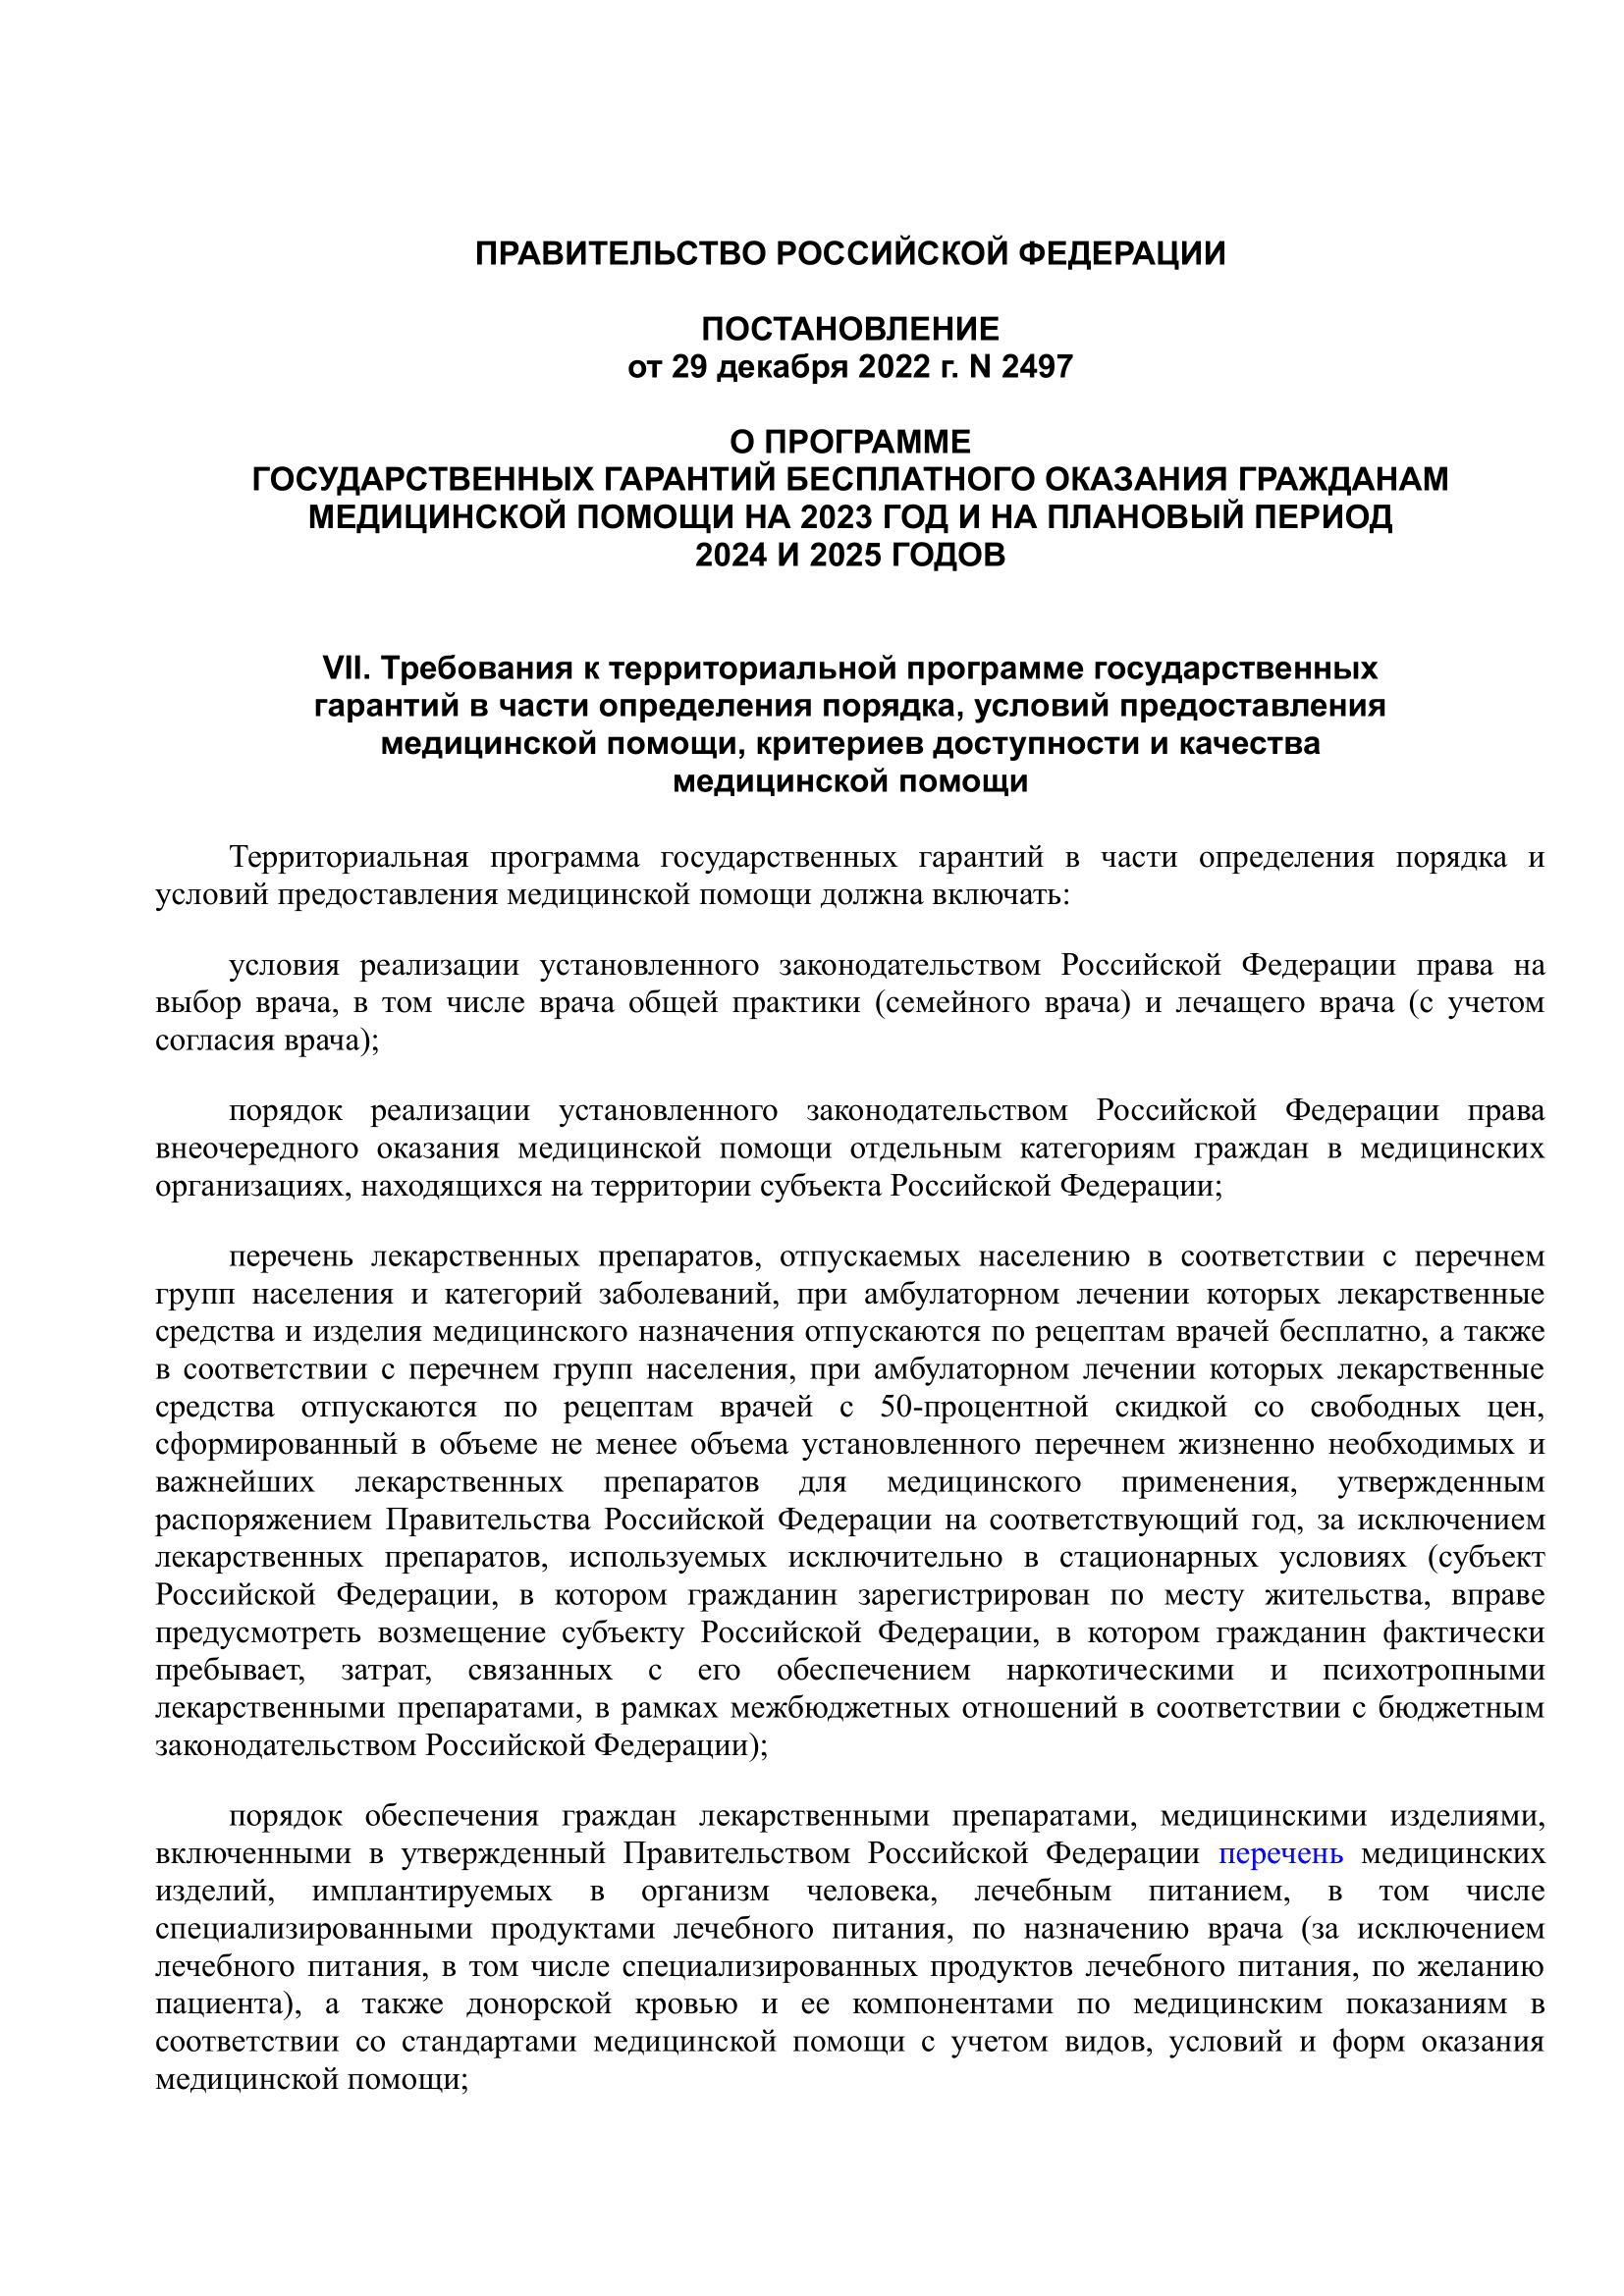 ПРАВИТЕЛЬСТВО РОССИЙСКОЙ ФЕДЕРАЦИИ
ПОСТАНОВЛЕНИЕ
от 29 декабря 2022 г. N 2497
О ПРОГРАММЕ
ГОСУДАРСТВЕННЫХ ГАРАНТИЙ БЕСПЛАТНОГО ОКАЗАНИЯ ГРАЖДАНАМ
МЕДИЦИНСКОЙ ПОМОЩИ НА 2023 ГОД И НА ПЛАНОВЫЙ ПЕРИОД
2024 И 2025 ГОДОВ
VII. Требования к территориальной программе государственных
гарантий в части определения порядка, условий предоставления
медицинской помощи, критериев доступности и качества
медицинской помощи
Территориальная программа государственных гарантий в части определения порядка и
условий предоставления медицинской помощи должна включать:
условия реализации установленного законодательством Российской Федерации права на
выбор врача, в том числе врача общей практики (семейного врача) и лечащего врача (с учетом
согласия врача);
порядок реализации установленного законодательством Российской Федерации права
внеочередного оказания медицинской помощи отдельным категориям граждан в медицинских
организациях, находящихся на территории субъекта Российской Федерации;
перечень лекарственных препаратов, отпускаемых населению в соответствии с перечнем
групп населения и категорий заболеваний, при амбулаторном лечении которых лекарственные
средства и изделия медицинского назначения отпускаются по рецептам врачей бесплатно, а также
в соответствии с перечнем групп населения, при амбулаторном лечении которых лекарственные
средства отпускаются по рецептам врачей с 50-процентной скидкой со свободных цен,
сформированный в объеме не менее объема установленного перечнем жизненно необходимых и
важнейших лекарственных препаратов для медицинского применения, утвержденным
распоряжением Правительства Российской Федерации на соответствующий год, за исключением
лекарственных препаратов, используемых исключительно в стационарных условиях (субъект
Российской Федерации, в котором гражданин зарегистрирован по месту жительства, вправе
предусмотреть возмещение субъекту Российской Федерации, в котором гражданин фактически
пребывает, затрат, связанных с его обеспечением наркотическими и психотропными
лекарственными препаратами, в рамках межбюджетных отношений в соответствии с бюджетным
законодательством Российской Федерации);
порядок обеспечения граждан лекарственными препаратами, медицинскими изделиями,
включенными в утвержденный Правительством Российской Федерации перечень медицинских
изделий, имплантируемых в организм человека, лечебным питанием, в том числе
специализированными продуктами лечебного питания, по назначению врача (за исключением
лечебного питания, в том числе специализированных продуктов лечебного питания, по желанию
пациента), а также донорской кровью и ее компонентами по медицинским показаниям в
соответствии со стандартами медицинской помощи с учетом видов, условий и форм оказания
медицинской помощи;